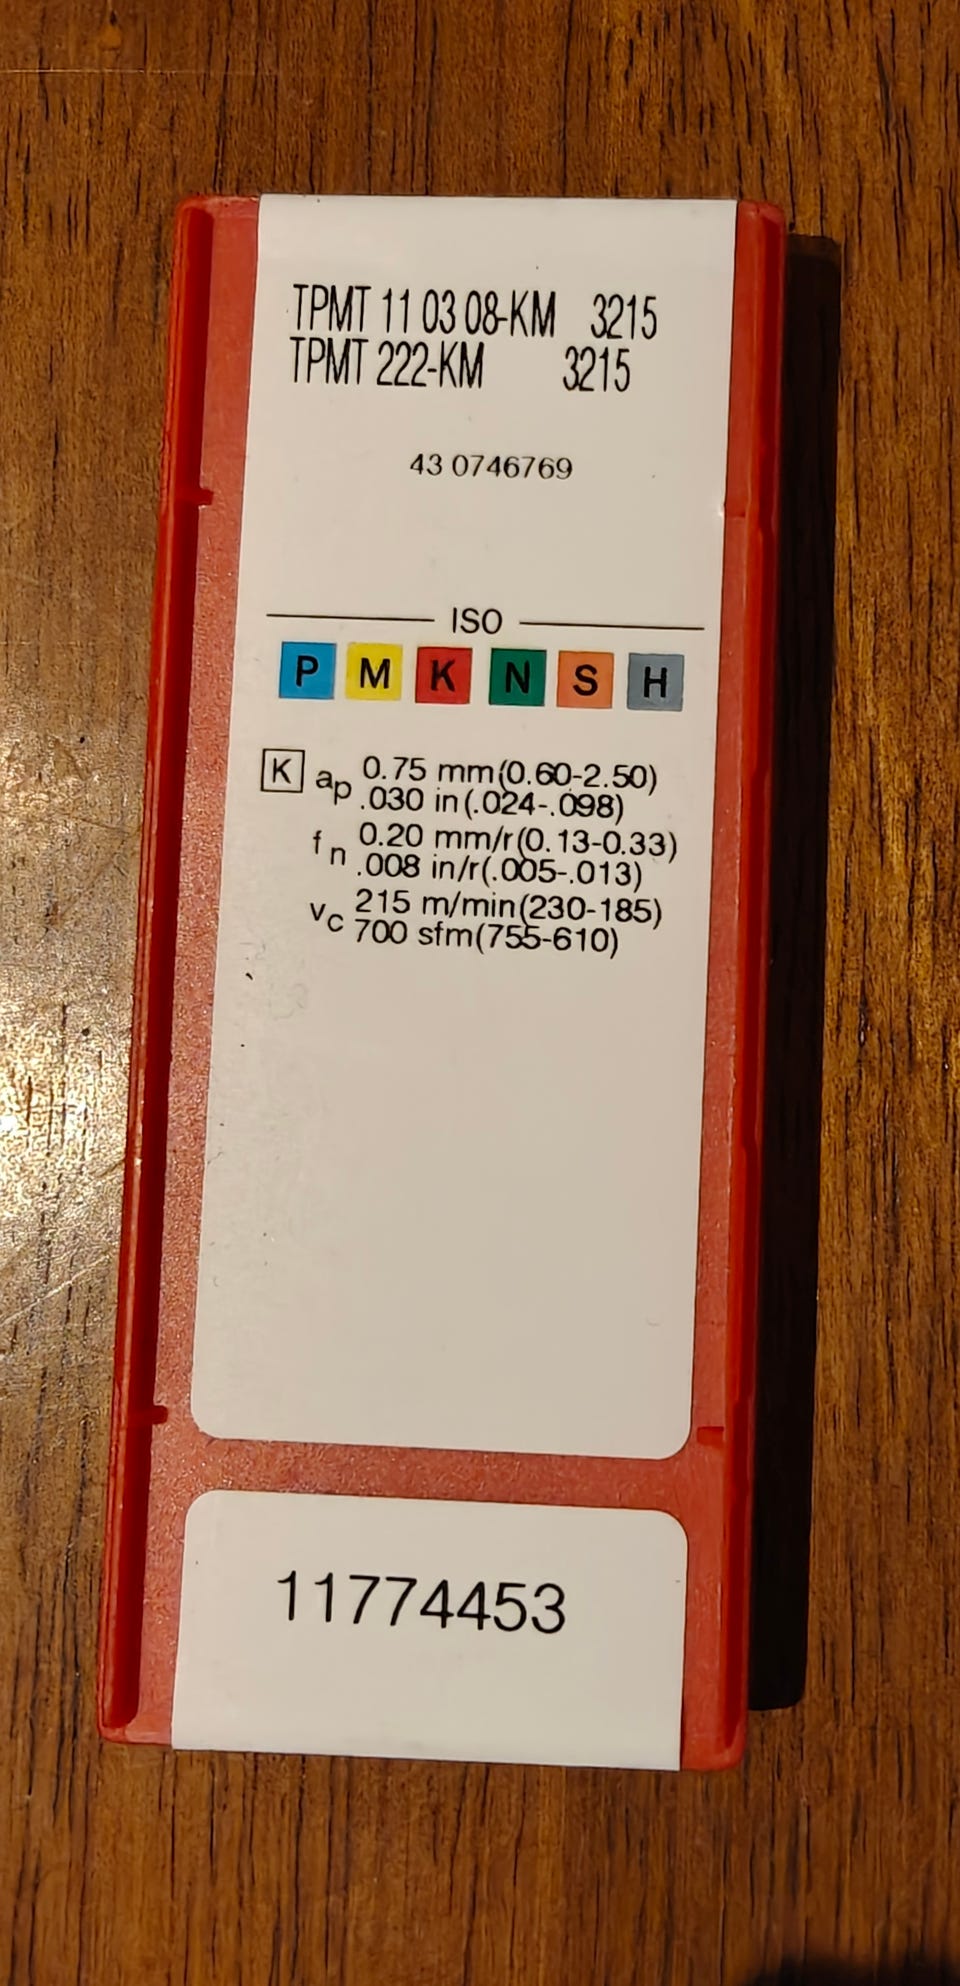 TPMT 11 03 08-KM 3215
TPMT 222-KM 3215
43 0746769
ISO
P M K N S H
K ap 0.75 mm(0.60-2.50)
.030 in(.024-.098)
fn 0.20 mm/r(0.13-0.33)
.008 in/r(.005-.013)
vc 215 m/min(230-185)
700 sfm(755-610)
11774453